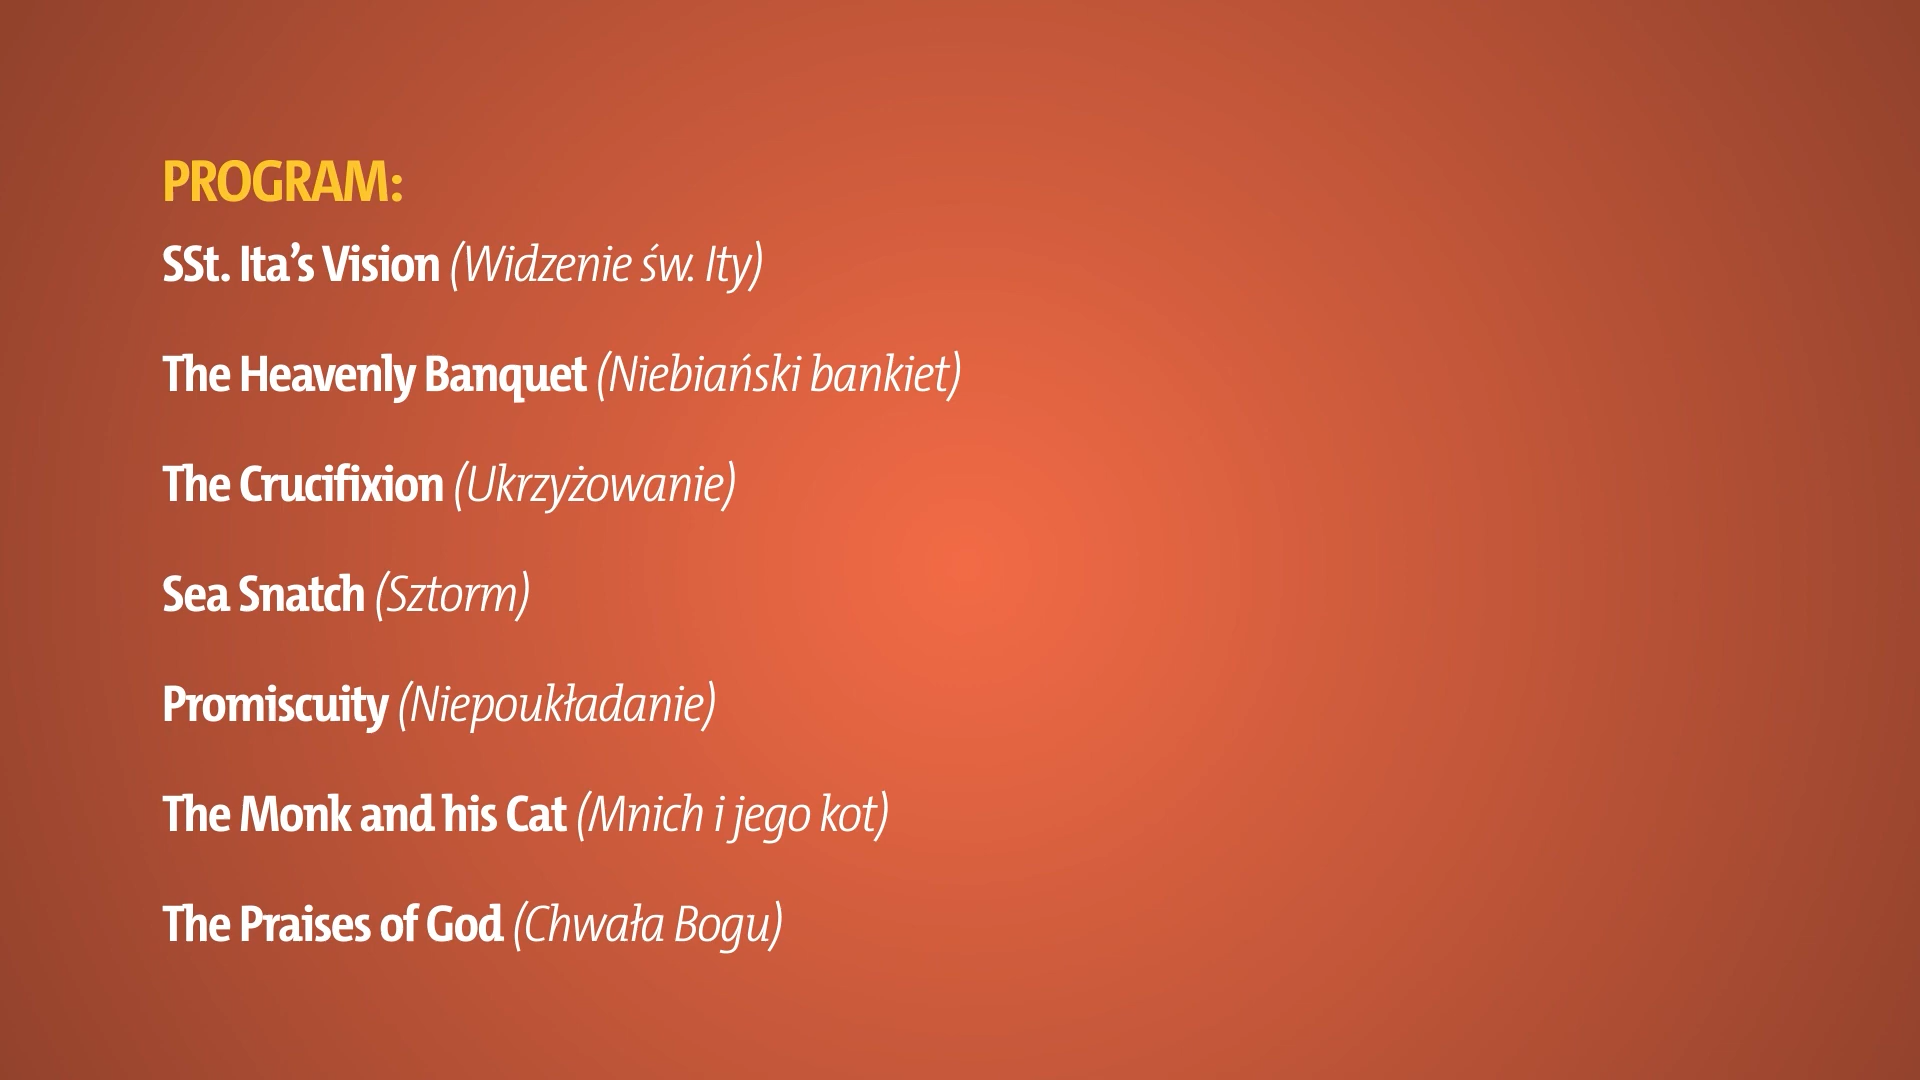 PROGRAM:
SSt. Ita’s Vision (Widzenie św. Ity)
The Heavenly Banquet (Niebiański bankiet)
The Crucifixion (Ukrzyżowanie)
Sea Snatch (Sztorm)
Promiscuity (Niepoukładanie)
The Monk and his Cat (Mnich i jego kot)
The Praises of God (Chwała Bogu)